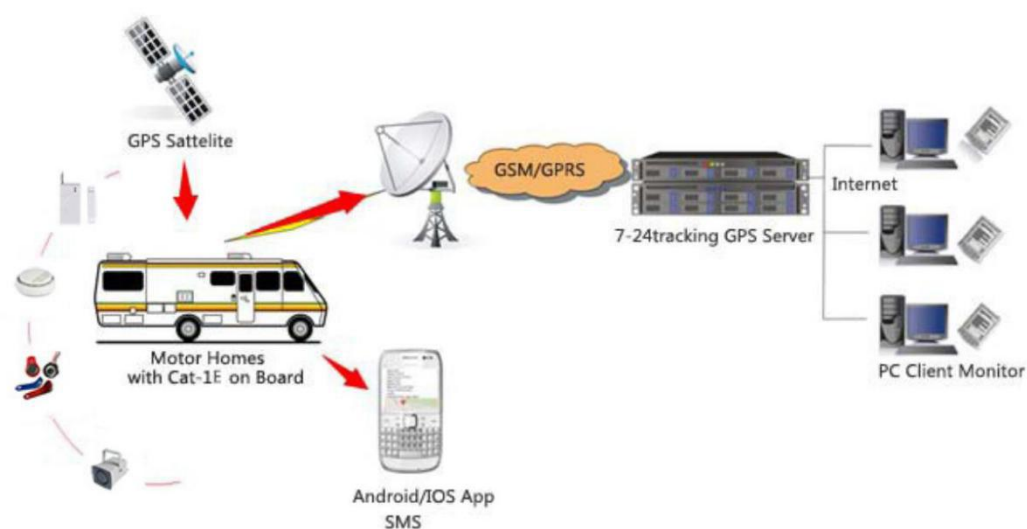 GPS Sattelite
GSM/GPRS
Internet
7-24tracking GPS Server
Motor Homes
with Cat-1E on Board
PC Client Monitor
Android/IOS App
SMS